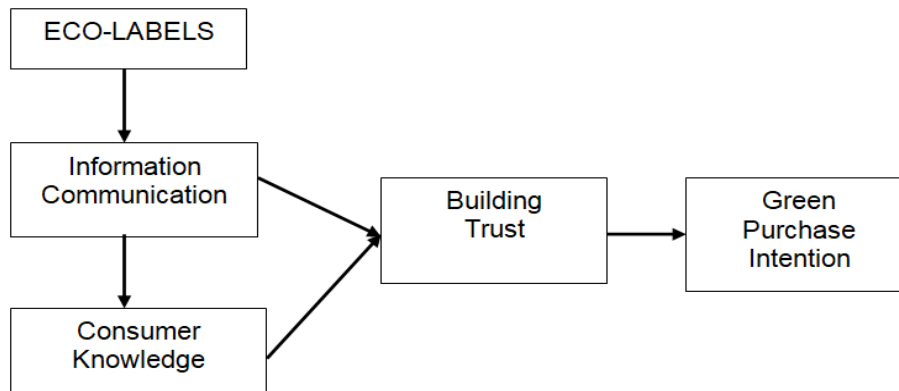 ECO-LABELS
Information
Communication
Building
Trust
Green
Purchase
Intention
Consumer
Knowledge